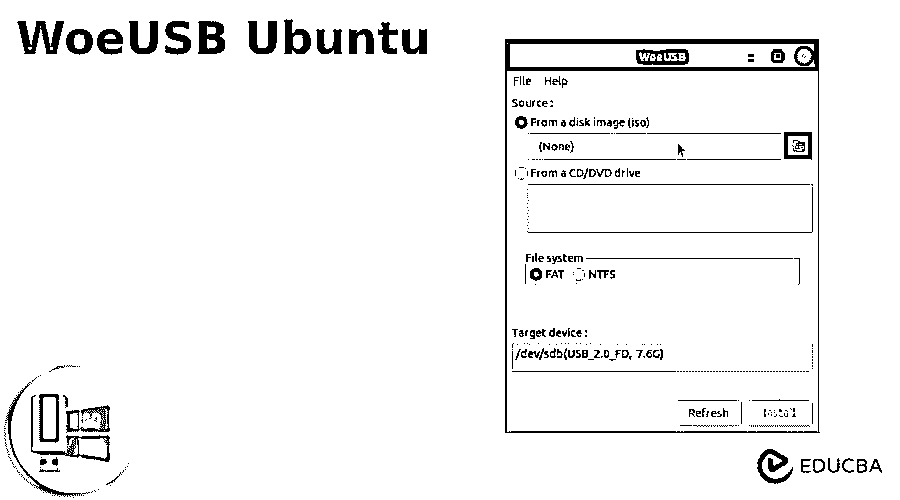 WoeUSB Ubuntu
WoeUSB
File Help
Source :
From a disk image (iso)
(None)
From a CD/DVD drive
File system
FAT NTFS
Target device :
/dev/sdb(USB_2.0_FD, 7.6G)
Refresh Install
EDUCBA